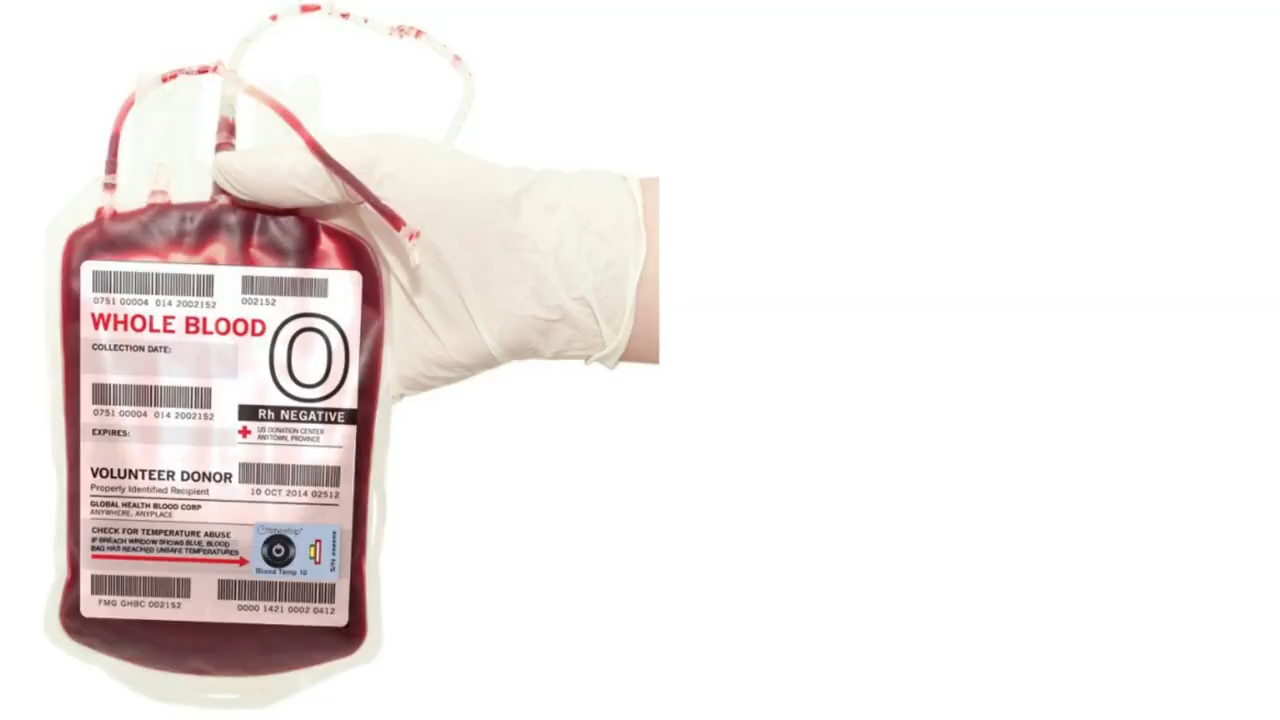 0751 00004 014 2002152
002152
WHOLE BLOOD
O
COLLECTION DATE:
0751 00004 014 2002152
Rh NEGATIVE
EXPIRES:
US DONATION CENTER
ANYTOWN, PROVINCE
VOLUNTEER DONOR
Properly Identified Recipient
10 OCT 2014 02512
GLOBAL HEALTH BLOOD CORP
ANYWHERE, ANYPLACE
CHECK FOR TEMPERATURE ABUSE
IF BREACH WINDOW SHOWS BLUE, BLOOD
BAG HAS REACHED UNSAFE TEMPERATURES
Blood Temp 10
FMG GHBC 002152
0000 1421 0002 0412